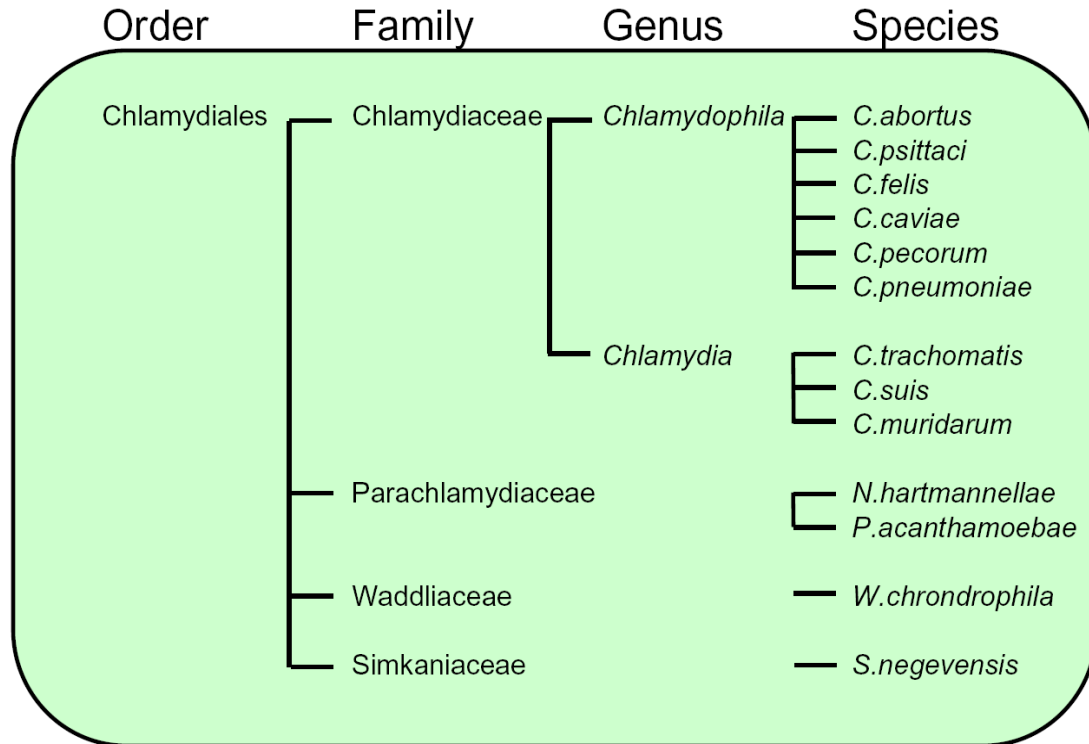 Order Family Genus Species
Chlamydiales Chlamydiaceae Chlamydophila C.abortus
C.psittaci
C.felis
C.caviae
C.pecorum
C.pneumoniae
Chlamydia C.trachomatis
C.suis
C.muridarum
Parachlamydiaceae N.hartmannellae
P.acanthamoebae
Waddliaceae W.chrondrophila
Simkaniaceae S.negevensis